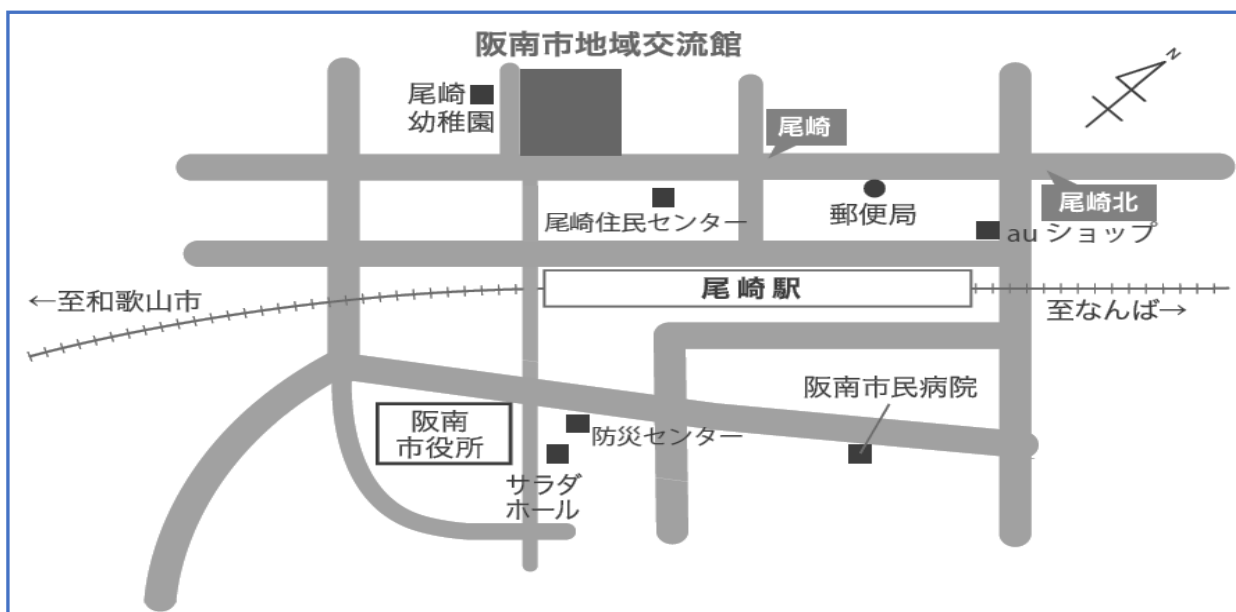 阪南市地域交流館
N
尾崎
幼稚園
尾崎
尾崎住民センター
郵便局
尾崎北
au ショップ
←至和歌山市
尾崎駅
至なんば→
阪南市民病院
阪南
市役所
防災センター
サラダ
ホール